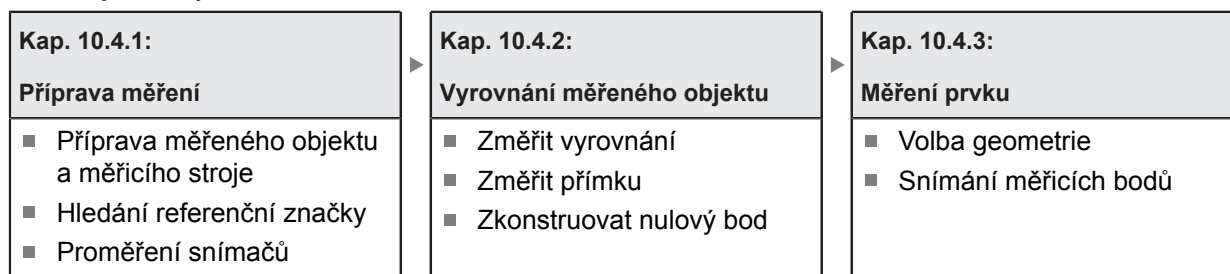 Kap. 10.4.1:
Příprava měření
Příprava měřeného objektu
a měřicího stroje
Hledání referenční značky
Proměření snímačů
Kap. 10.4.2:
Vyrovnání měřeného objektu
Změřit vyrovnání
Změřit přímku
Zkonstruovat nulový bod
Kap. 10.4.3:
Měření prvku
Volba geometrie
Snímání měřicích bodů